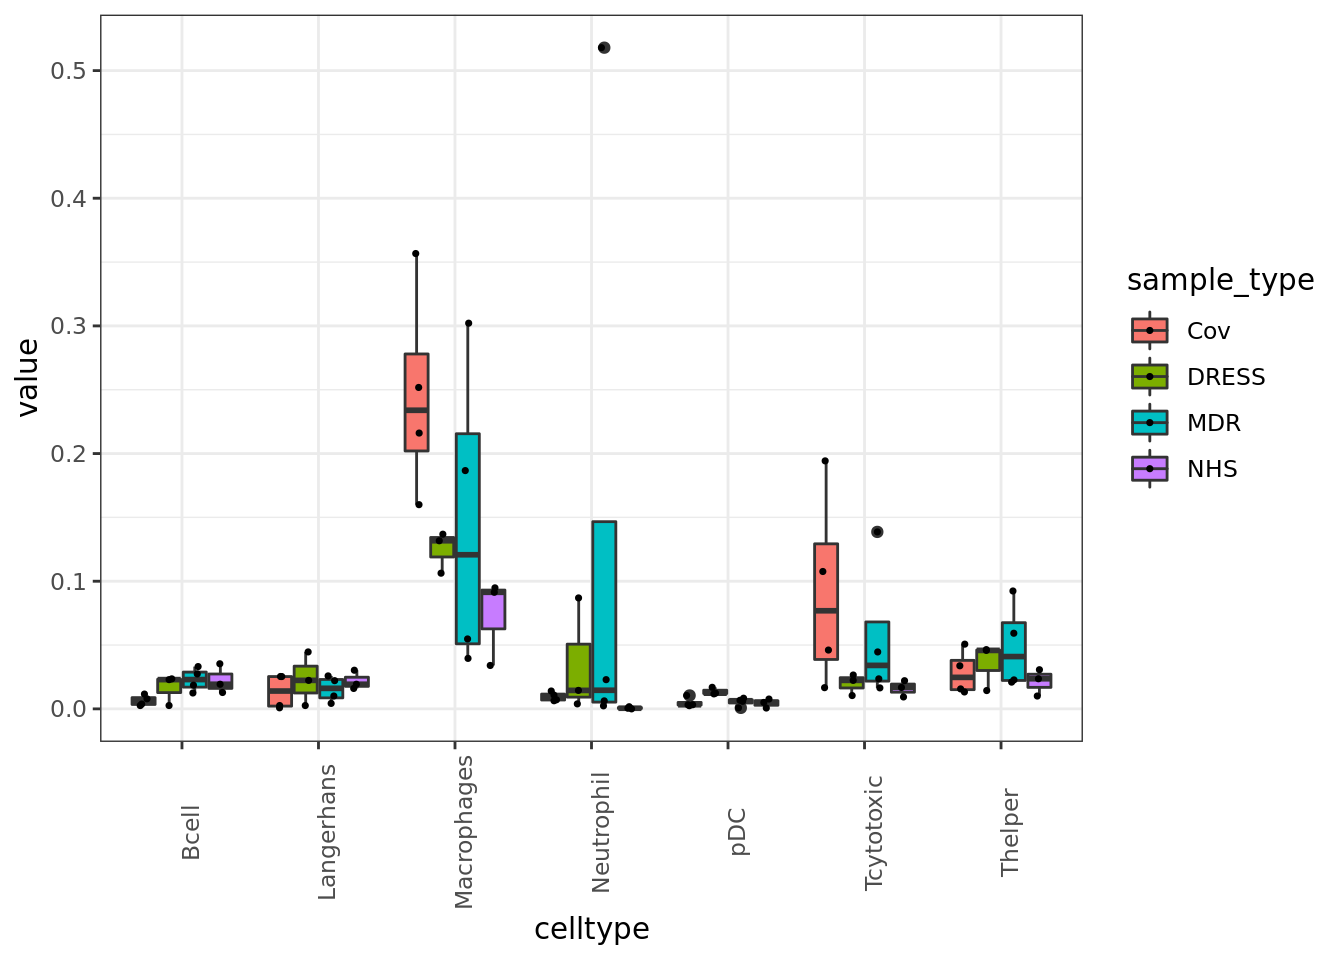 0.5
0.4
0.3
0.2
0.1
0.0
value
Bcell
Langerhans
Macrophages
Neutrophil
pDC
Tcytotoxic
Thelper
celltype
sample_type
Cov
DRESS
MDR
NHS